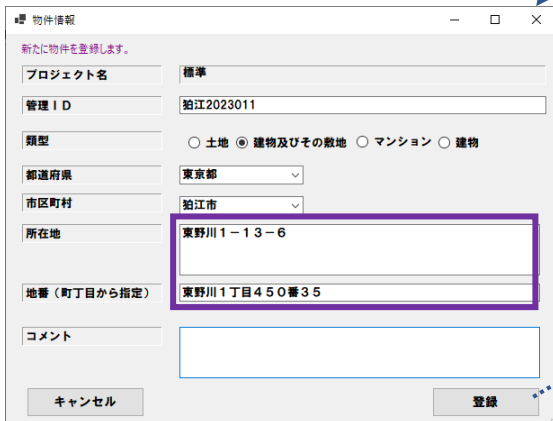 物件情報
新たに物件を登録します。
プロジェクト名 標準
管理ID 狛江2023011
類型 土地 建物及びその敷地 マンション 建物
都道府県 東京都
市区町村 狛江市
所在地 東野川1－13－6
地番（町丁目から指定） 東野川1丁目450番35
コメント
キャンセル 登録